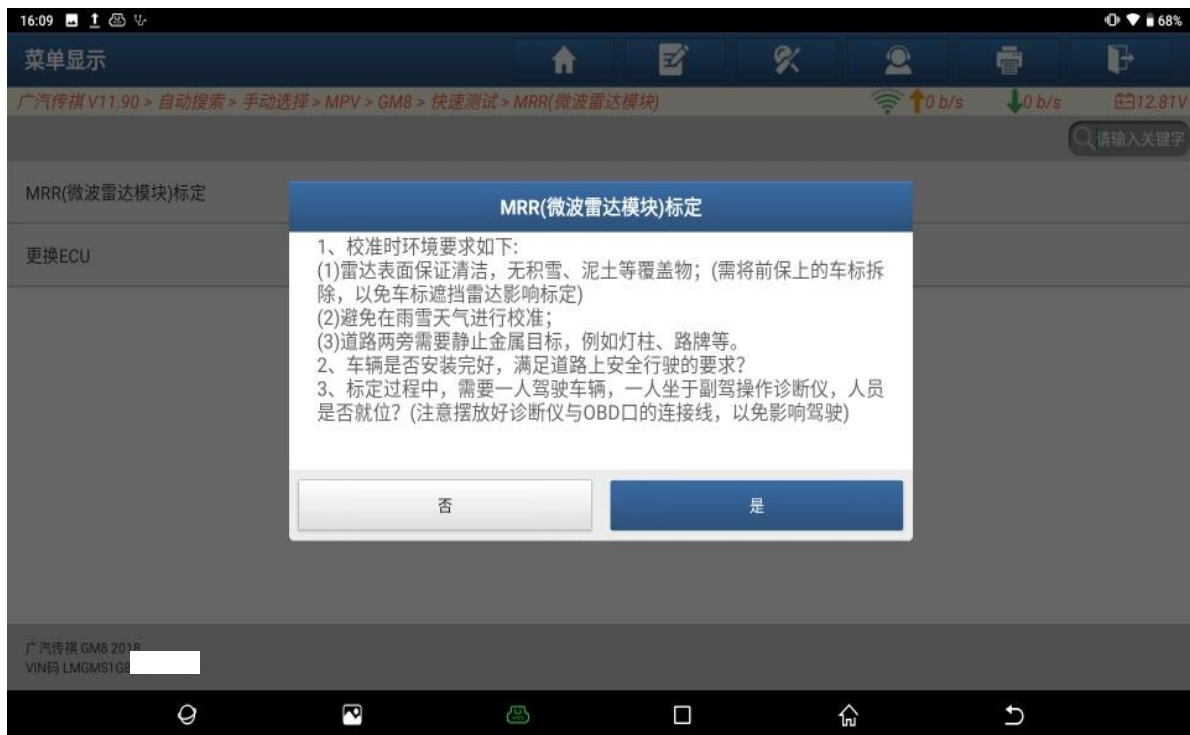 16:09
68%
菜单显示
广汽传祺 V11.90 > 自动搜索 > 手动选择 > MPV > GM8 > 快速测试 > MRR(微波雷达模块)
0 b/s
0 b/s
12.81V
请输入关键字
MRR(微波雷达模块)标定
更换ECU
MRR(微波雷达模块)标定
1、校准时环境要求如下:
(1)雷达表面保证清洁，无积雪、泥土等覆盖物；(需将前保上的车标拆
除，以免车标遮挡雷达影响标定)
(2)避免在雨雪天气进行校准；
(3)道路两旁需要静止金属目标，例如灯柱、路牌等。
2、车辆是否安装完好，满足道路上安全行驶的要求？
3、标定过程中，需要一人驾驶车辆，一人坐于副驾操作诊断仪，人员
是否就位？(注意摆放好诊断仪与OBD口的连接线，以免影响驾驶)
否
是
广汽传祺 GM8 2018
VIN码 LMGMS1G8